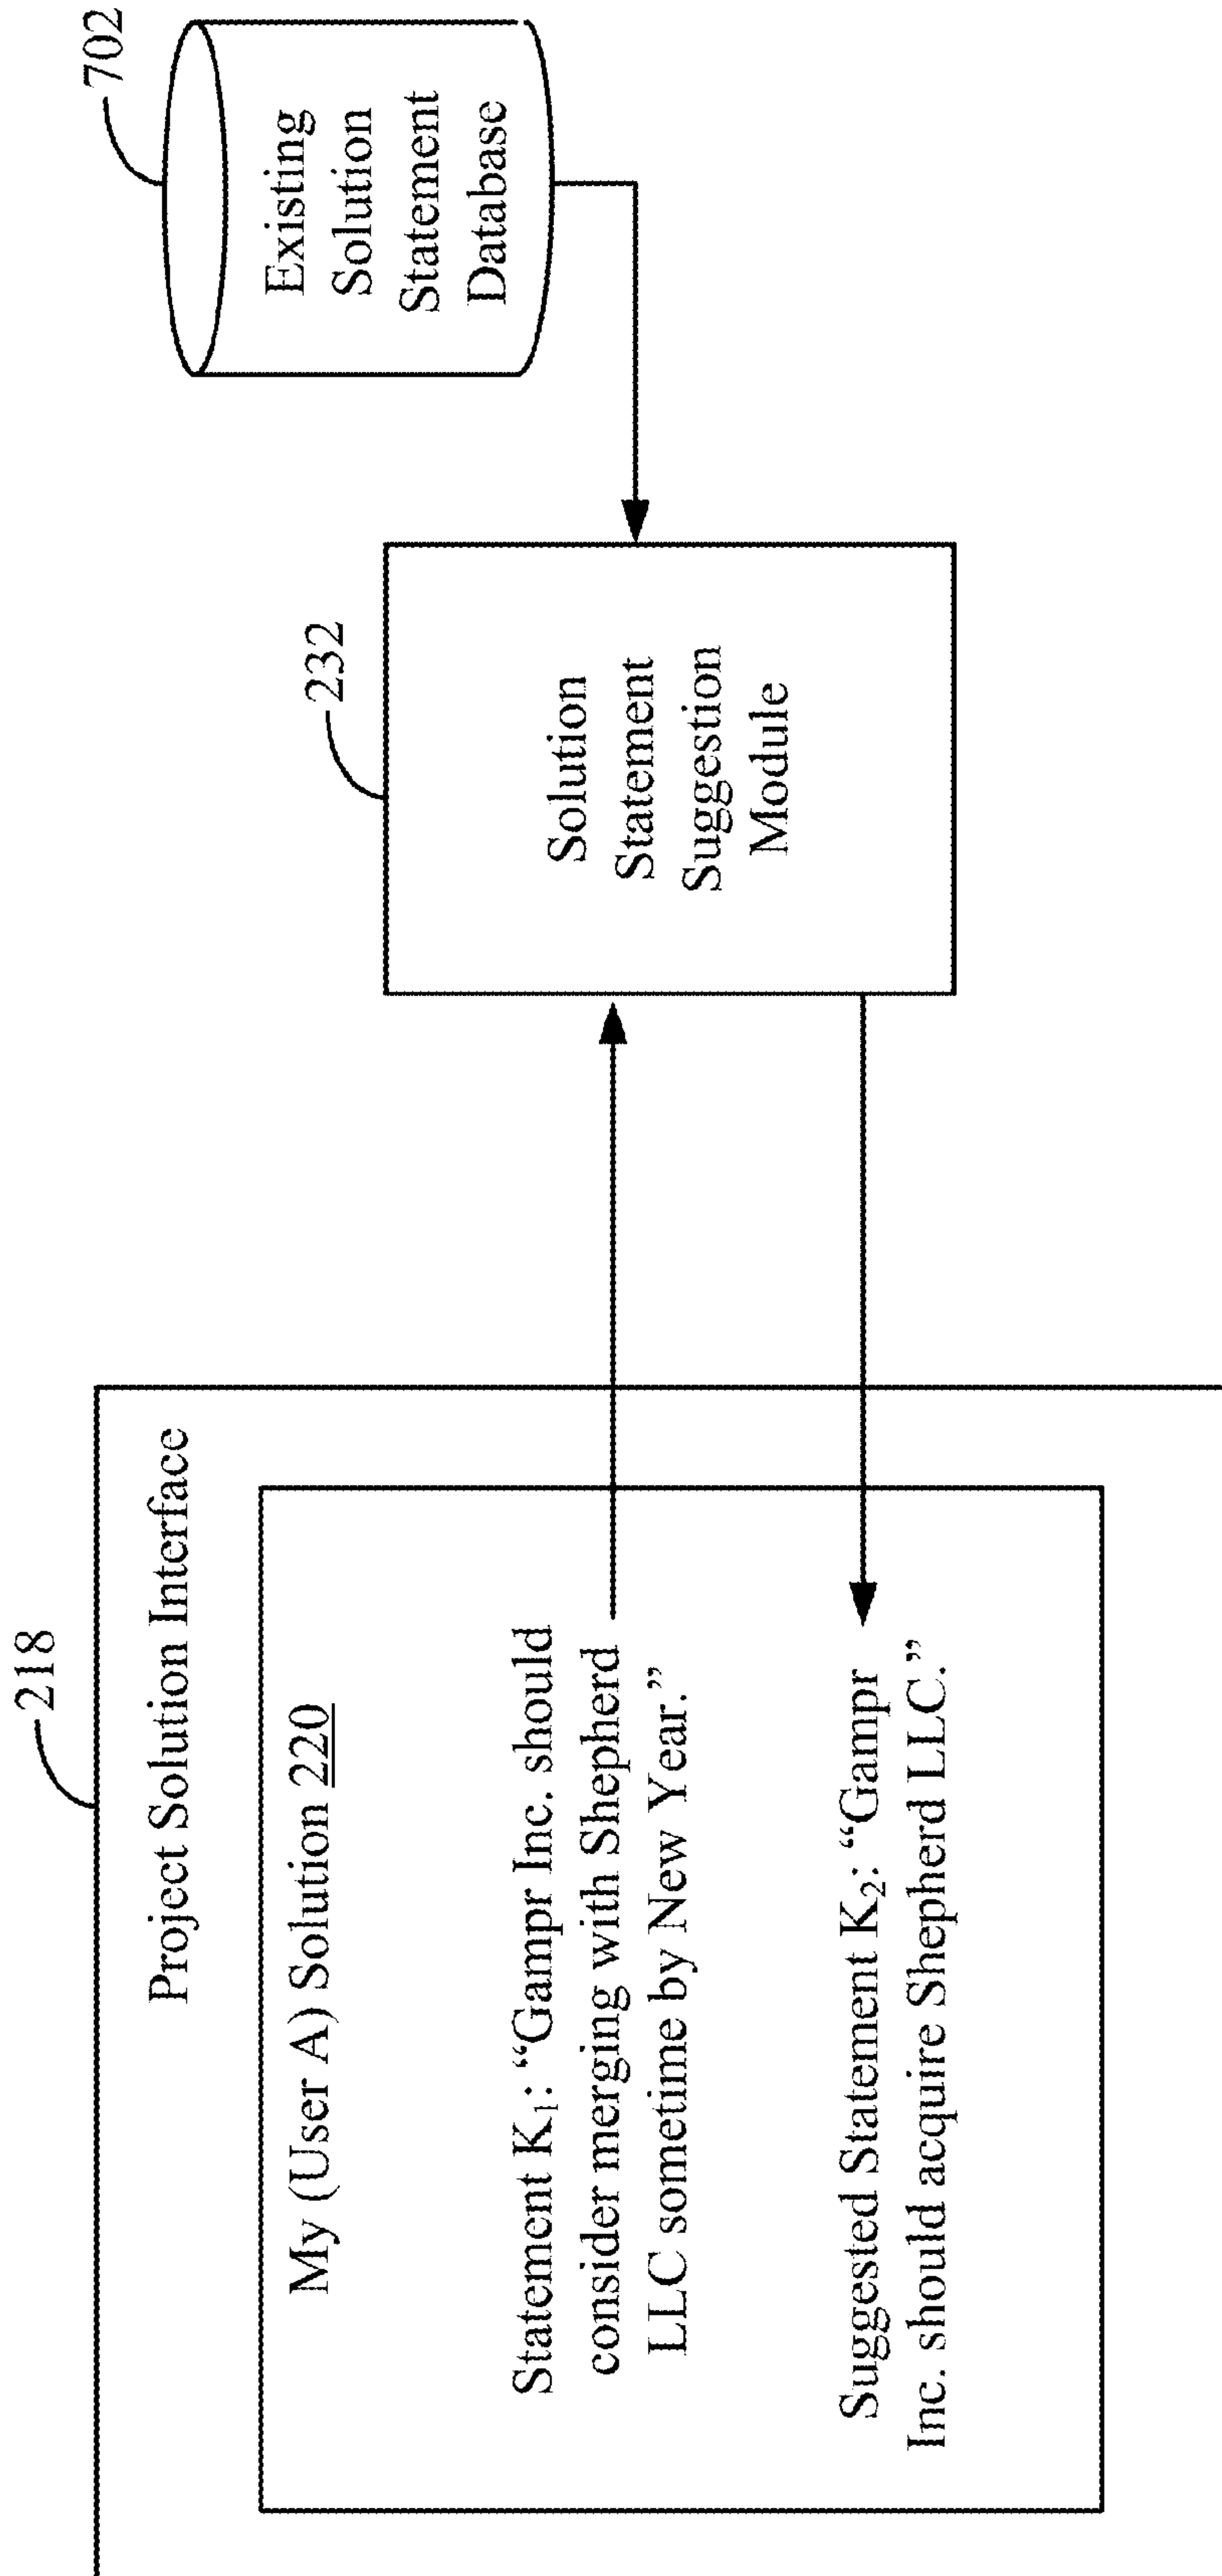 218
Project Solution Interface
My (User A) Solution 220
Statement K₁: “Gampr Inc. should
consider merging with Shepherd
LLC sometime by New Year.”
Suggested Statement K₂: “Gampr
Inc. should acquire Shepherd LLC.”
232
Solution
Statement
Suggestion
Module
702
Existing
Solution
Statement
Database